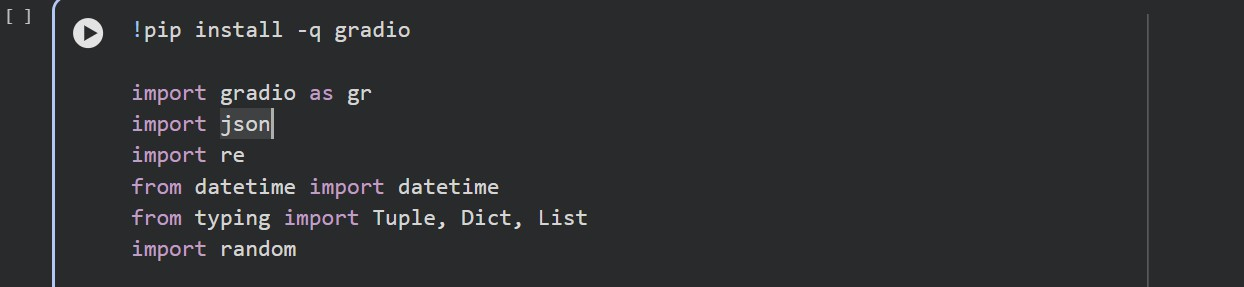 [ ]
!pip install -q gradio
import gradio as gr
import json
import re
from datetime import datetime
from typing import Tuple, Dict, List
import random